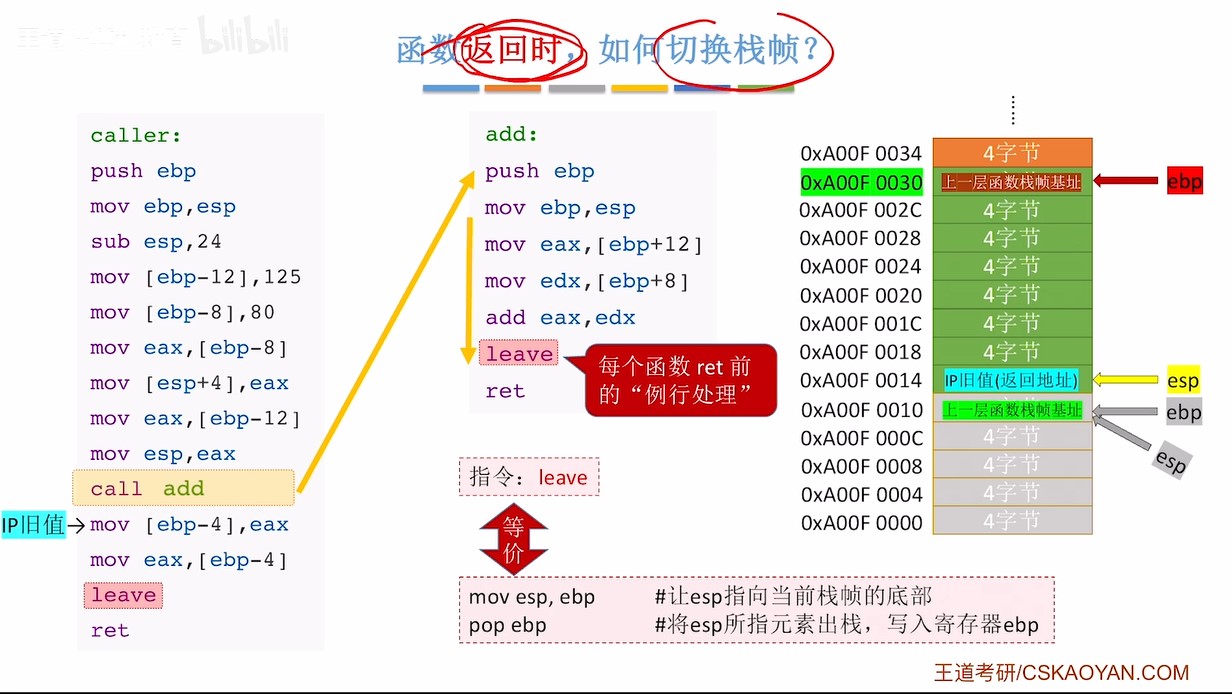 bilibili
函数返回时，如何切换栈帧？
caller:
push ebp
mov ebp,esp
sub esp,24
mov [ebp-12],125
mov [ebp-8],80
mov eax,[ebp-8]
mov [esp+4],eax
mov eax,[ebp-12]
mov esp,eax
call add
IP旧值
mov [ebp-4],eax
mov eax,[ebp-4]
leave
ret
add:
push ebp
mov ebp,esp
mov eax,[ebp+12]
mov edx,[ebp+8]
add eax,edx
leave
ret
每个函数 ret 前
的“例行处理”
指令：leave
等
价
mov esp, ebp #让esp指向当前栈帧的底部
pop ebp #将esp所指元素出栈，写入寄存器ebp
0xA00F 0034 4字节
0xA00F 0030 上一层函数栈帧基址 ebp
0xA00F 002C 4字节
0xA00F 0028 4字节
0xA00F 0024 4字节
0xA00F 0020 4字节
0xA00F 001C 4字节
0xA00F 0018 4字节
0xA00F 0014 IP旧值(返回地址) esp
0xA00F 0010 上一层函数栈帧基址 ebp
0xA00F 000C 4字节 esp
0xA00F 0008 4字节
0xA00F 0004 4字节
0xA00F 0000 4字节
王道考研/CSKAOYAN.COM